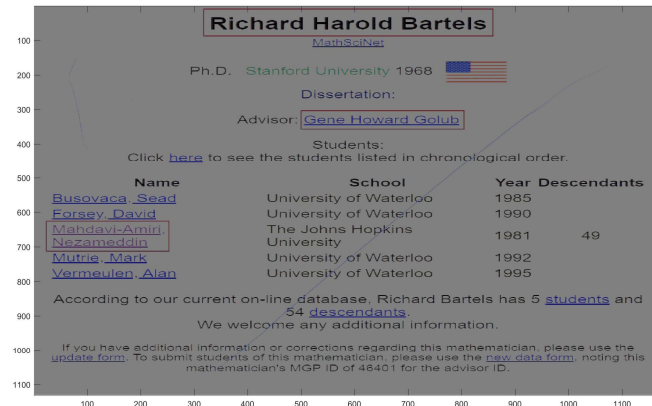 Richard Harold Bartels
MathSciNet
Ph.D. Stanford University 1968
Dissertation:
Advisor: Gene Howard Golub
Students:
Click here to see the students listed in chronological order.
Name School Year Descendants
Busovaca, Sead University of Waterloo 1985
Forsey, David University of Waterloo 1990
Mahdavi-Amiri, Nezameddin The Johns Hopkins University 1981 49
Mutrie, Mark University of Waterloo 1992
Vermeulen, Alan University of Waterloo 1995
According to our current on-line database, Richard Bartels has 5 students and
54 descendants.
We welcome any additional information.
If you have additional information or corrections regarding this mathematician, please use the
update form. To submit students of this mathematician, please use the new data form, noting this
mathematician's MGP ID of 46401 for the advisor ID.
100
200
300
400
500
600
700
800
900
1000
1100
100 200 300 400 500 600 700 800 900 1000 1100